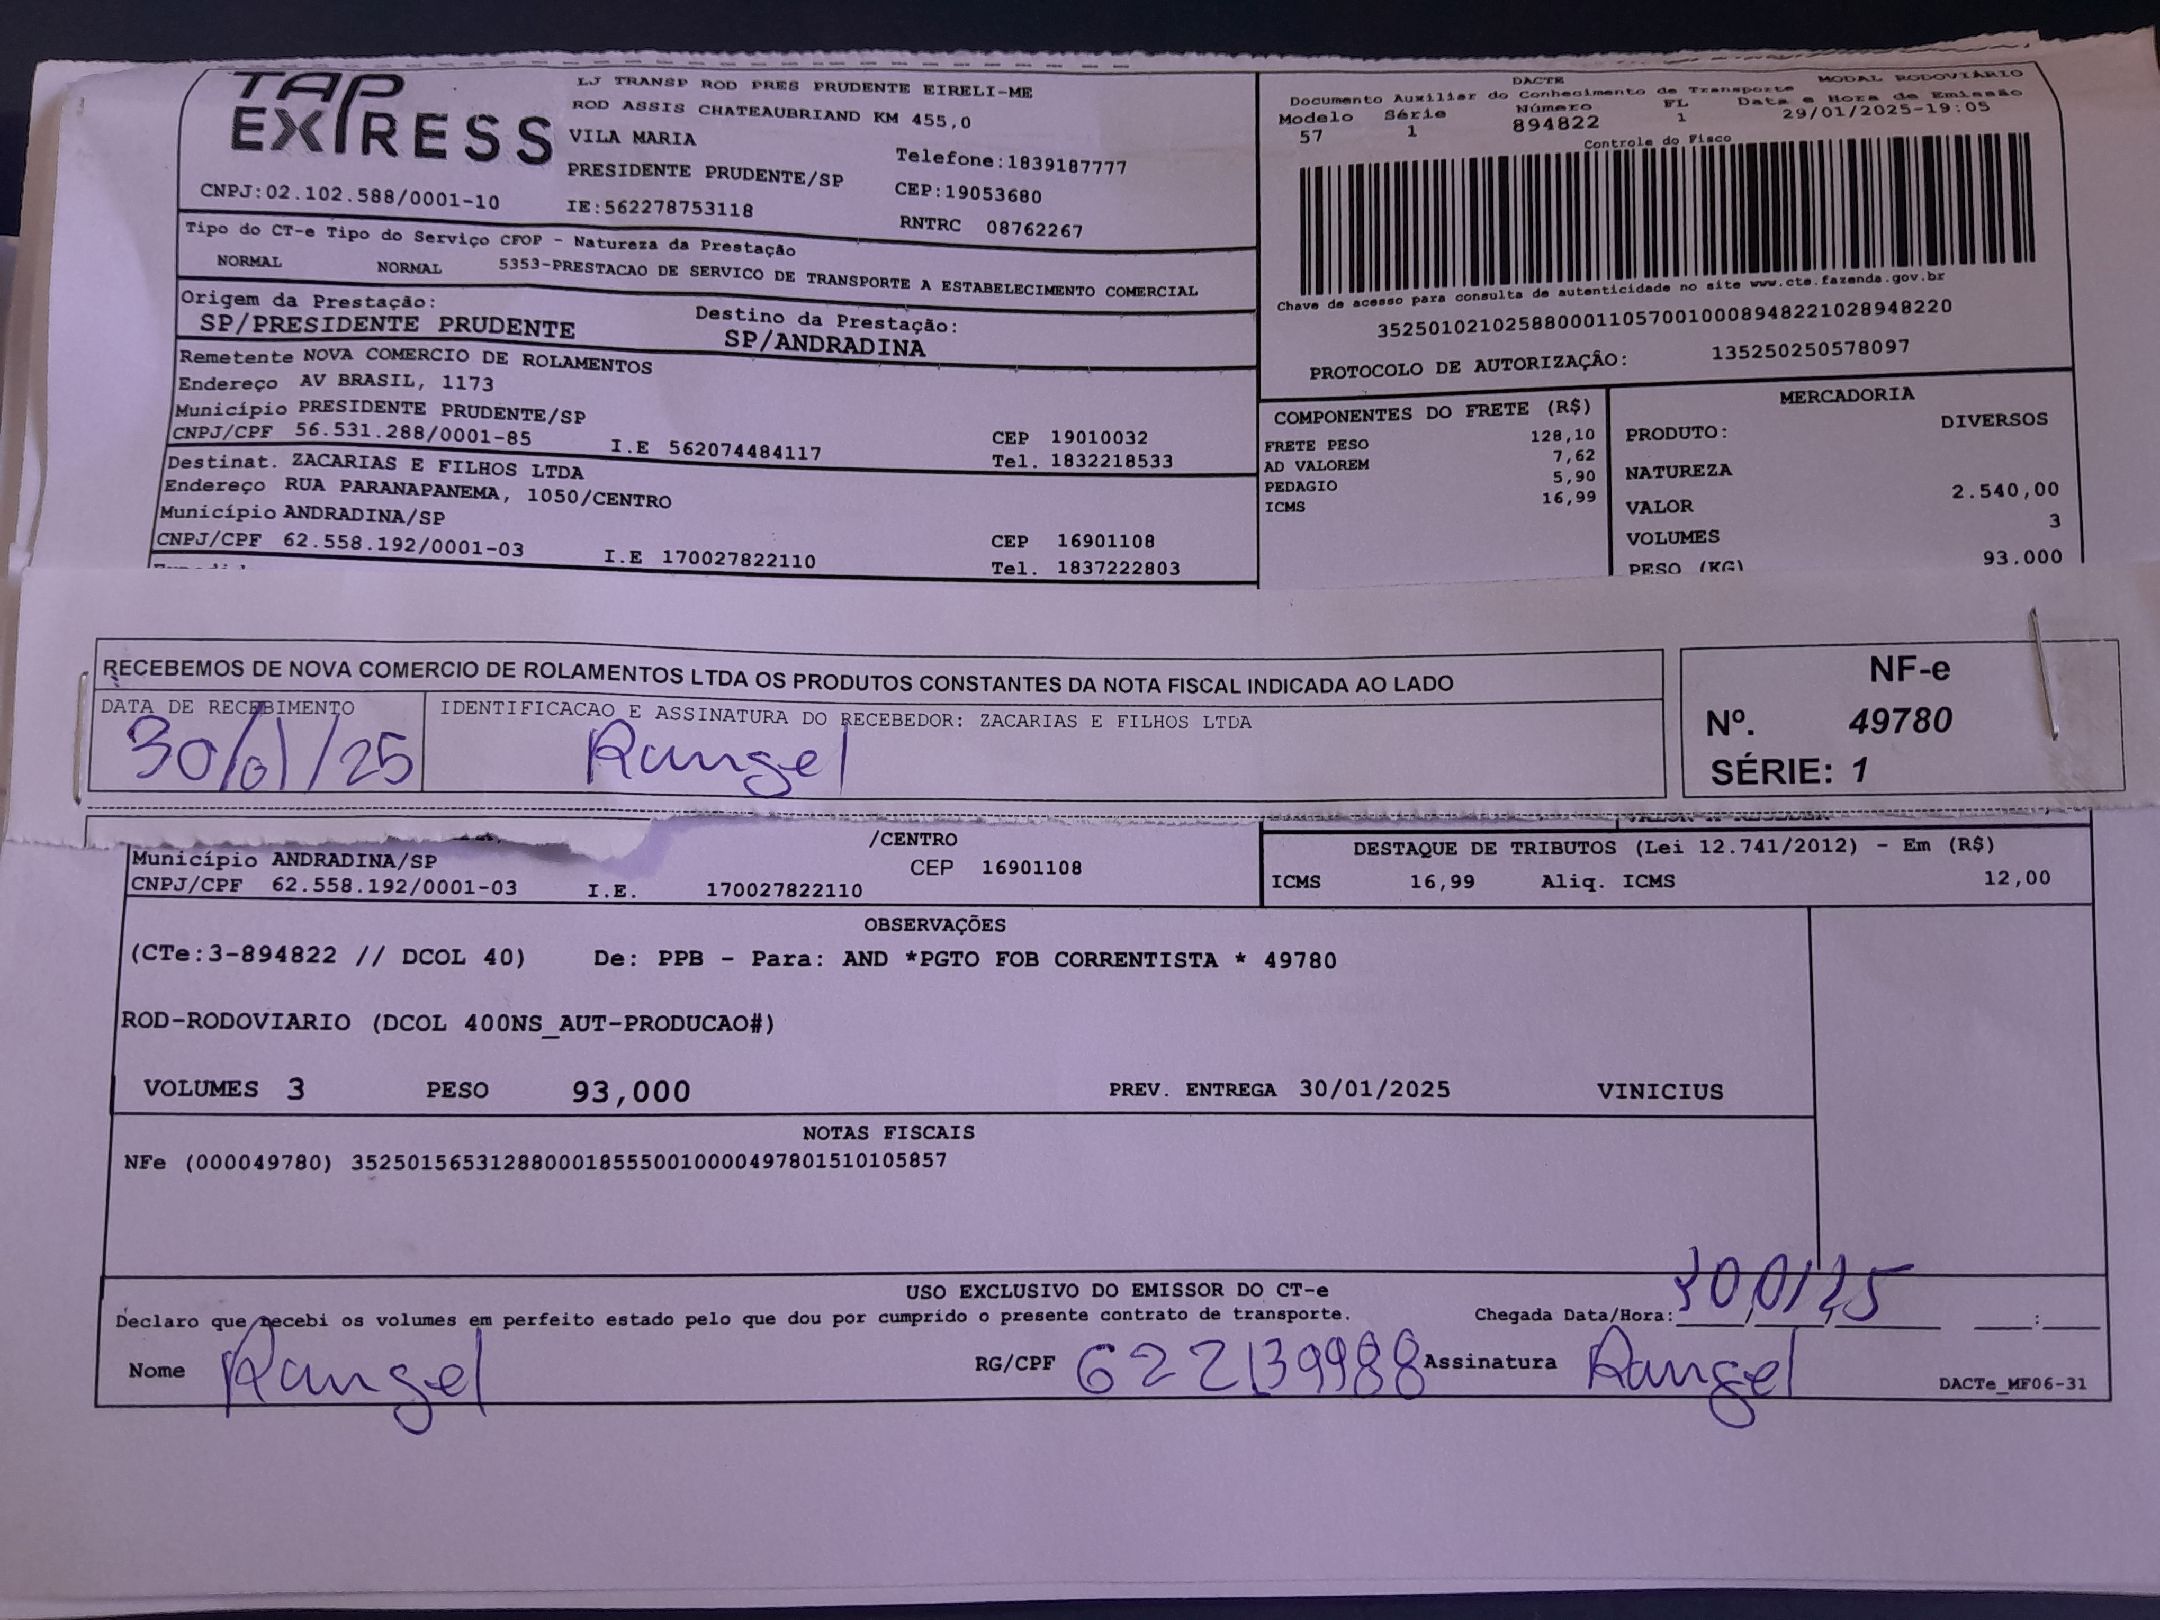 TAP
EXPRESS
CNPJ:02.102.588/0001-10
LJ TRANSP ROD PRES PRUDENTE EIRELI-ME
ROD ASSIS CHATEAUBRIAND KM 455,0
VILA MARIA
Telefone:1839187777
PRESIDENTE PRUDENTE/SP
CEP:19053680
IE:562278753118
RNTRC 08762267
DACTE
MODAL RODOVIÁRIO
Documento Auxiliar do Conhecimento de Transporte
Modelo Série Número FL Data e Hora de Emissão
57 1 894822 1 29/01/2025-19:05
Controle do Fisco
Chave de acesso para consulta de autenticidade no site www.cte.fazenda.gov.br
35250102102588000110570010008948221028948220
PROTOCOLO DE AUTORIZAÇÂO: 135250250578097
Tipo do CT-e Tipo do Serviço CFOP - Natureza da Prestação
NORMAL NORMAL 5353-PRESTACAO DE SERVICO DE TRANSPORTE A ESTABELECIMENTO COMERCIAL
Origem da Prestação: Destino da Prestação:
SP/PRESIDENTE PRUDENTE SP/ANDRADINA
Remetente NOVA COMERCIO DE ROLAMENTOS
Endereço AV BRASIL, 1173
Município PRESIDENTE PRUDENTE/SP
CNPJ/CPF 56.531.288/0001-85 I.E 562074484117 CEP 19010032
Tel. 1832218533
Destinat. ZACARIAS E FILHOS LTDA
Endereço RUA PARANAPANEMA, 1050/CENTRO
Município ANDRADINA/SP
CNPJ/CPF 62.558.192/0001-03 I.E 170027822110 CEP 16901108
Tel. 1837222803
COMPONENTES DO FRETE (R$)
FRETE PESO 128,10
AD VALOREM 7,62
PEDAGIO 5,90
ICMS 16,99
MERCADORIA
PRODUTO: DIVERSOS
NATUREZA
VALOR 2.540,00
VOLUMES 3
PESO (KG) 93.000
RECEBEMOS DE NOVA COMERCIO DE ROLAMENTOS LTDA OS PRODUTOS CONSTANTES DA NOTA FISCAL INDICADA AO LADO
DATA DE RECEBIMENTO IDENTIFICACAO E ASSINATURA DO RECEBEDOR: ZACARIAS E FILHOS LTDA
30/01/25 Rangel
NF-e
Nº. 49780
SÉRIE: 1
/CENTRO
Município ANDRADINA/SP CEP 16901108
CNPJ/CPF 62.558.192/0001-03 I.E. 170027822110
DESTAQUE DE TRIBUTOS (Lei 12.741/2012) - Em (R$)
ICMS 16,99 Aliq. ICMS 12,00
OBSERVAÇÕES
(CTe:3-894822 // DCOL 40) De: PPB - Para: AND *PGTO FOB CORRENTISTA * 49780
ROD-RODOVIARIO (DCOL 400NS_AUT-PRODUCAO#)
VOLUMES 3 PESO 93,000 PREV. ENTREGA 30/01/2025 VINICIUS
NOTAS FISCAIS
NFe (000049780) 35250156531288000185550010000497801510105857
USO EXCLUSIVO DO EMISSOR DO CT-e
Declaro que recebi os volumes em perfeito estado pelo que dou por cumprido o presente contrato de transporte. Chegada Data/Hora: 30/01/25 :
Nome Rangel RG/CPF 622139988 Assinatura Rangel
DACTe_MF06-31